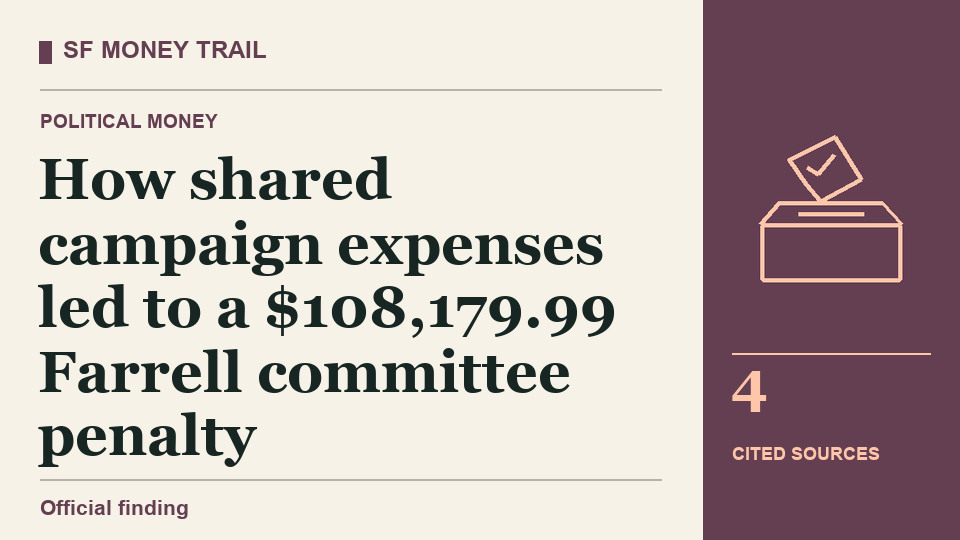 SF MONEY TRAIL
POLITICAL MONEY
How shared
campaign expenses
led to a $108,179.99
Farrell committee
penalty
Official finding
4
CITED SOURCES